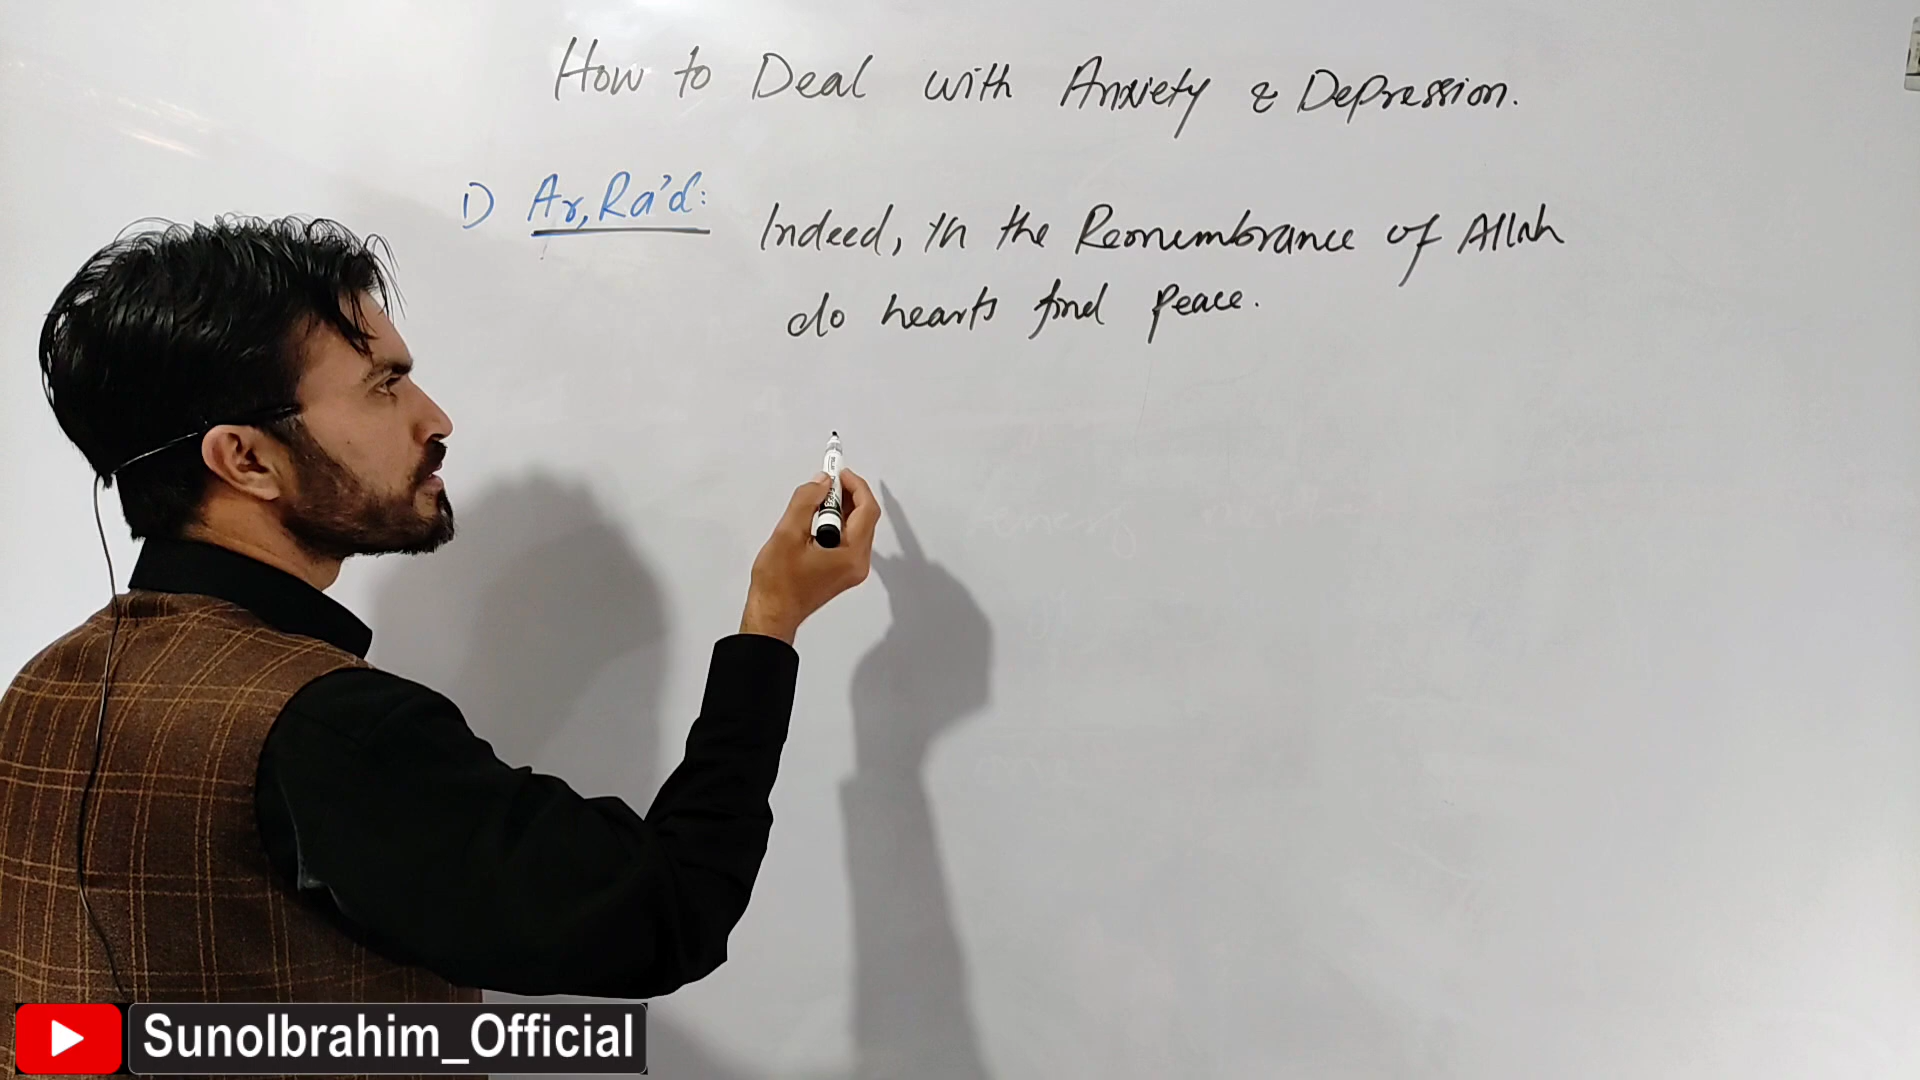 How to Deal with Anxiety & Depression.
1) Ar,Ra'd:
Indeed, in the Remembrance of Allah
do hearts find peace.
SunoIbrahim_Official